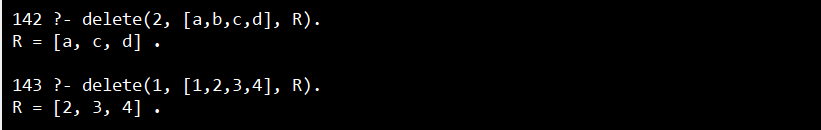 142 ?- delete(2, [a,b,c,d], R).
R = [a, c, d] .
143 ?- delete(1, [1,2,3,4], R).
R = [2, 3, 4] .